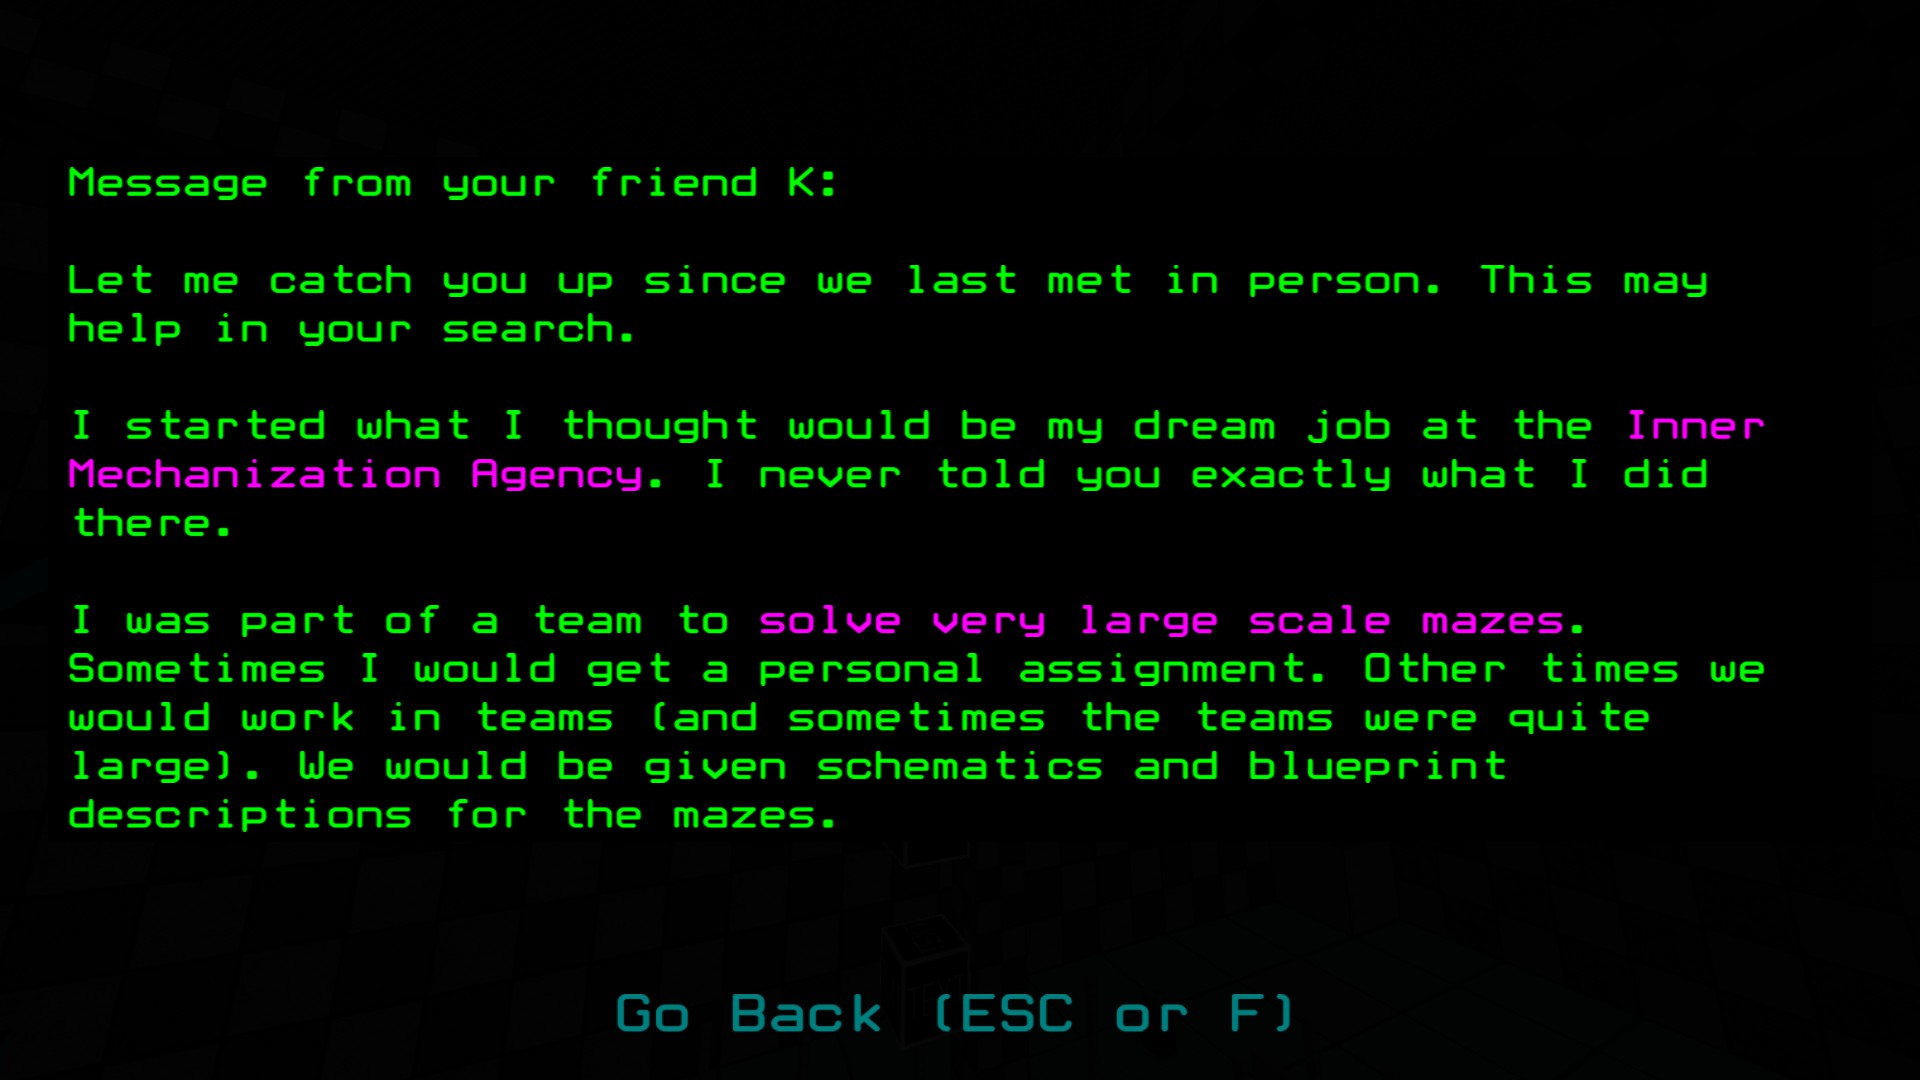 Message from your friend K:
Let me catch you up since we last met in person. This may
help in your search.
I started what I thought would be my dream job at the Inner
Mechanization Agency. I never told you exactly what I did
there.
I was part of a team to solve very large scale mazes.
Sometimes I would get a personal assignment. Other times we
would work in teams (and sometimes the teams were quite
large). We would be given schematics and blueprint
descriptions for the mazes.
Go Back (ESC or F)